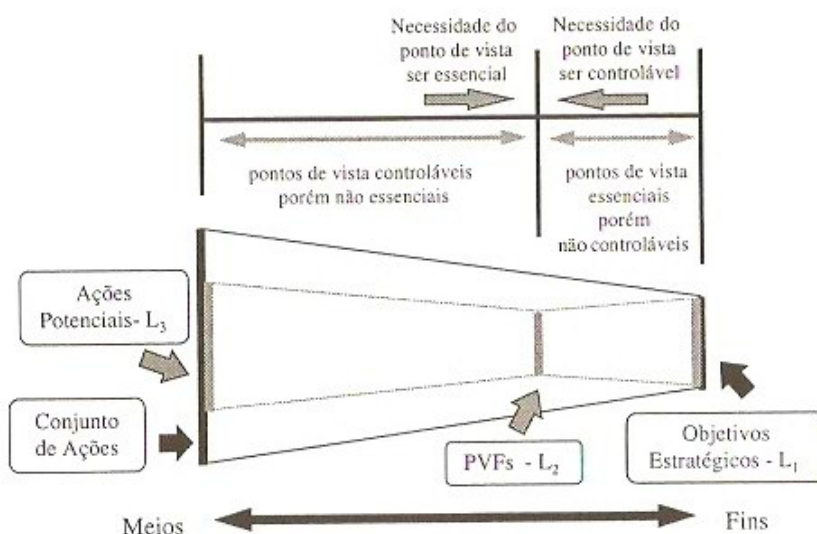 Necessidade do
ponto de vista
ser essencial
Necessidade do
ponto de vista
ser controlável
pontos de vista controláveis
porém não essenciais
pontos de vista
essenciais
porém
não controláveis
Ações
Potenciais- L3
Conjunto
de Ações
PVFs - L2
Objetivos
Estratégicos - L1
Meios
Fins